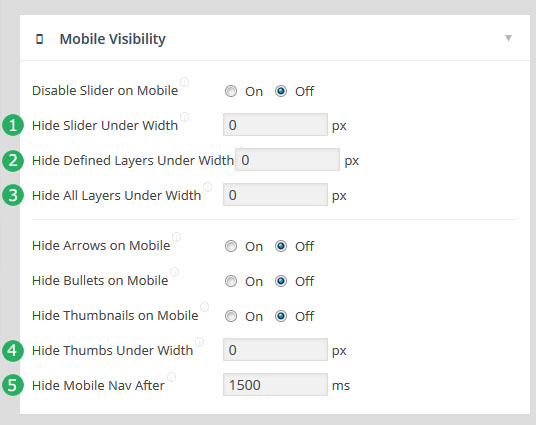 Mobile Visibility
Disable Slider on Mobile On Off
1 Hide Slider Under Width 0 px
2 Hide Defined Layers Under Width 0 px
3 Hide All Layers Under Width 0 px
Hide Arrows on Mobile On Off
Hide Bullets on Mobile On Off
Hide Thumbnails on Mobile On Off
4 Hide Thumbs Under Width 0 px
5 Hide Mobile Nav After 1500 ms